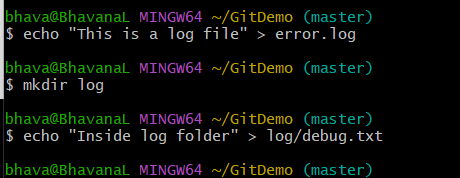 bhava@BhavanaL MINGW64 ~/GitDemo (master)
$ echo "This is a log file" > error.log
bhava@BhavanaL MINGW64 ~/GitDemo (master)
$ mkdir log
bhava@BhavanaL MINGW64 ~/GitDemo (master)
$ echo "Inside log folder" > log/debug.txt
bhava@BhavanaL MINGW64 ~/GitDemo (master)